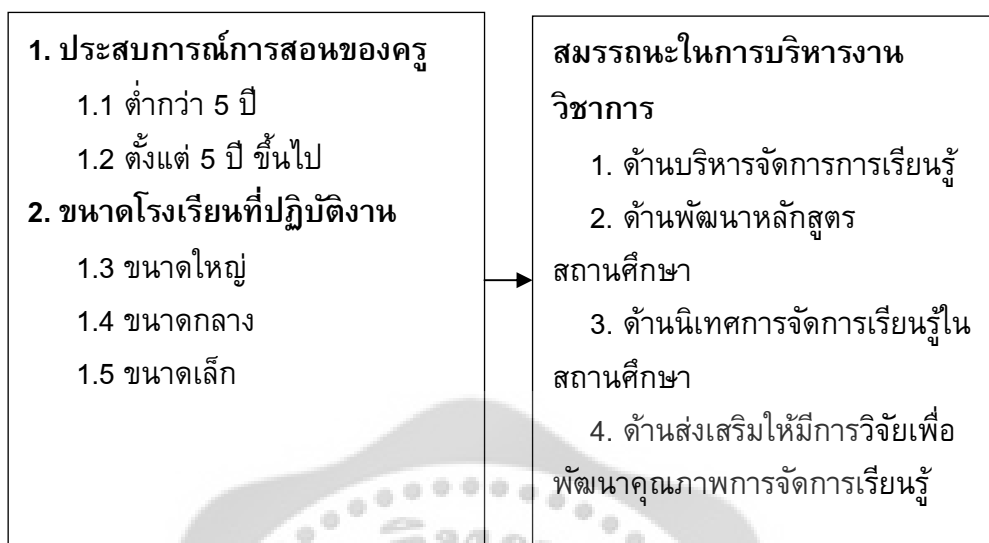 1. ประสบการณ์การสอนของครู
1.1 ต่ำกว่า 5 ปี
1.2 ตั้งแต่ 5 ปี ขึ้นไป
2. ขนาดโรงเรียนที่ปฏิบัติงาน
1.3 ขนาดใหญ่
1.4 ขนาดกลาง
1.5 ขนาดเล็ก
สมรรถนะในการบริหารงาน
วิชาการ
1. ด้านบริหารจัดการการเรียนรู้
2. ด้านพัฒนาหลักสูตร
สถานศึกษา
3. ด้านนิเทศการจัดการเรียนรู้ใน
สถานศึกษา
4. ด้านส่งเสริมให้มีการวิจัยเพื่อ
พัฒนาคุณภาพการจัดการเรียนรู้